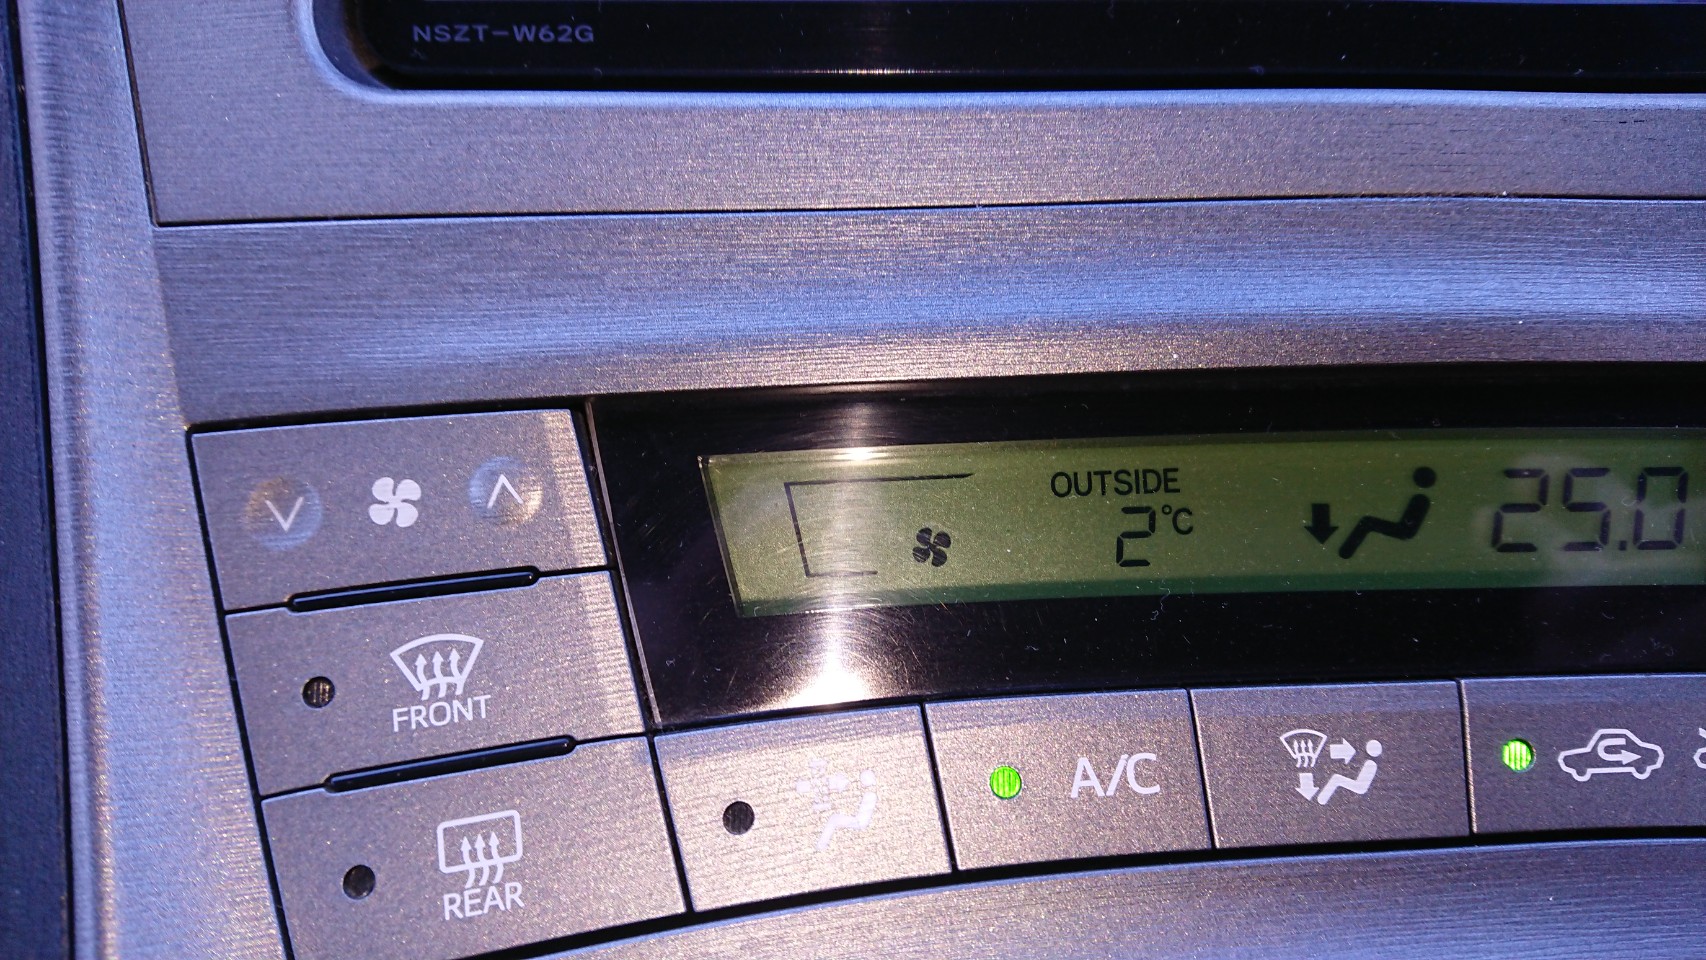 NSZT-W62G
OUTSIDE
2°C
25.0
FRONT
A/C
REAR